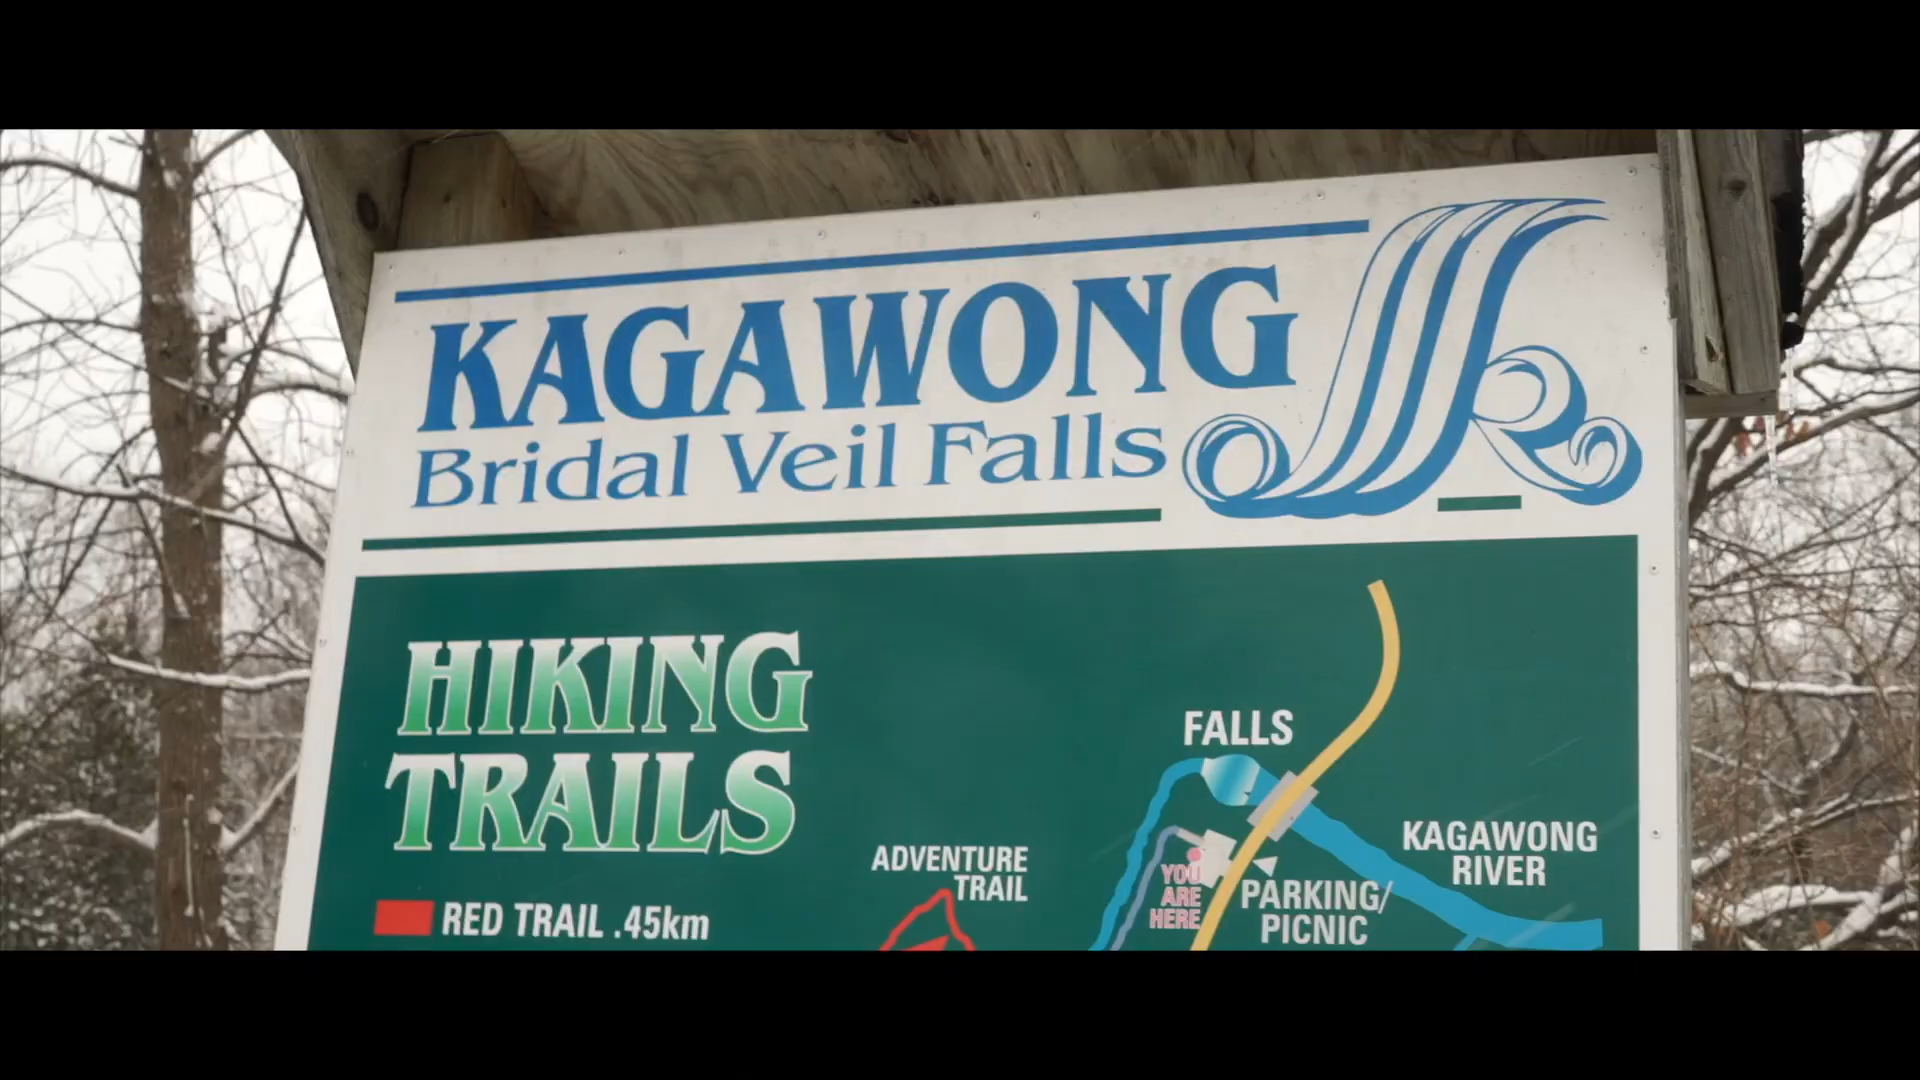 KAGAWONG
Bridal Veil Falls
HIKING
TRAILS
RED TRAIL .45km
ADVENTURE
TRAIL
FALLS
YOU
ARE
HERE
PARKING/
PICNIC
KAGAWONG
RIVER